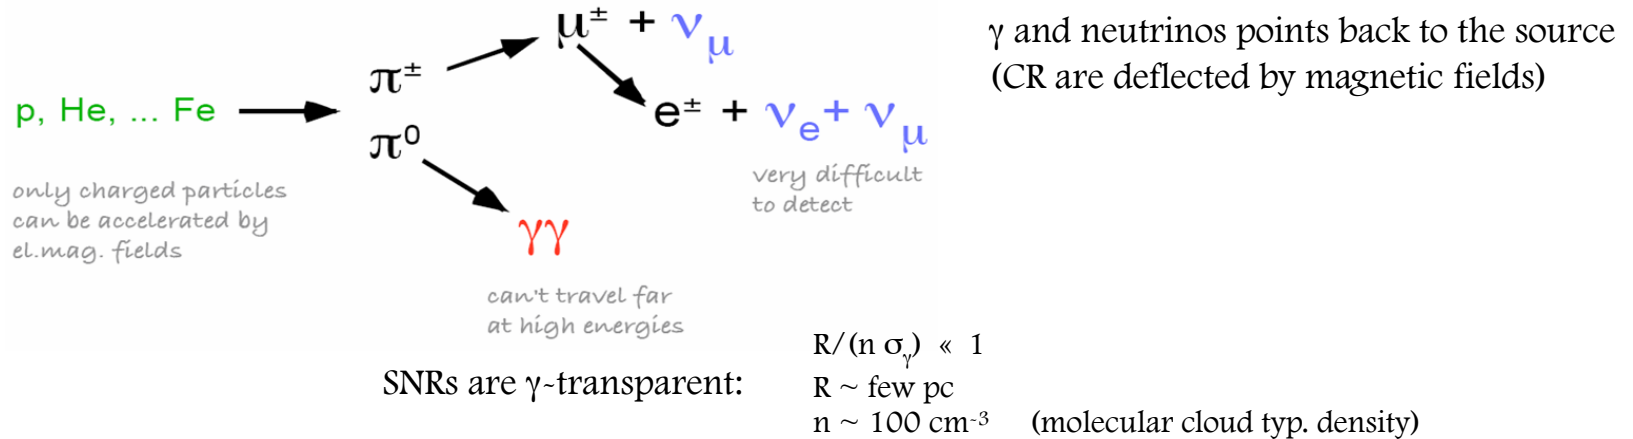 μ± + νμ
γ and neutrinos points back to the source
(CR are deflected by magnetic fields)
π±
p, He, ... Fe
e± + νe + νμ
π0
very difficult
to detect
only charged particles
can be accelerated by
el.mag. fields
γγ
can't travel far
at high energies
R/(n σγ) « 1
SNRs are γ-transparent:
R ~ few pc
n ~ 100 cm-3 (molecular cloud typ. density)